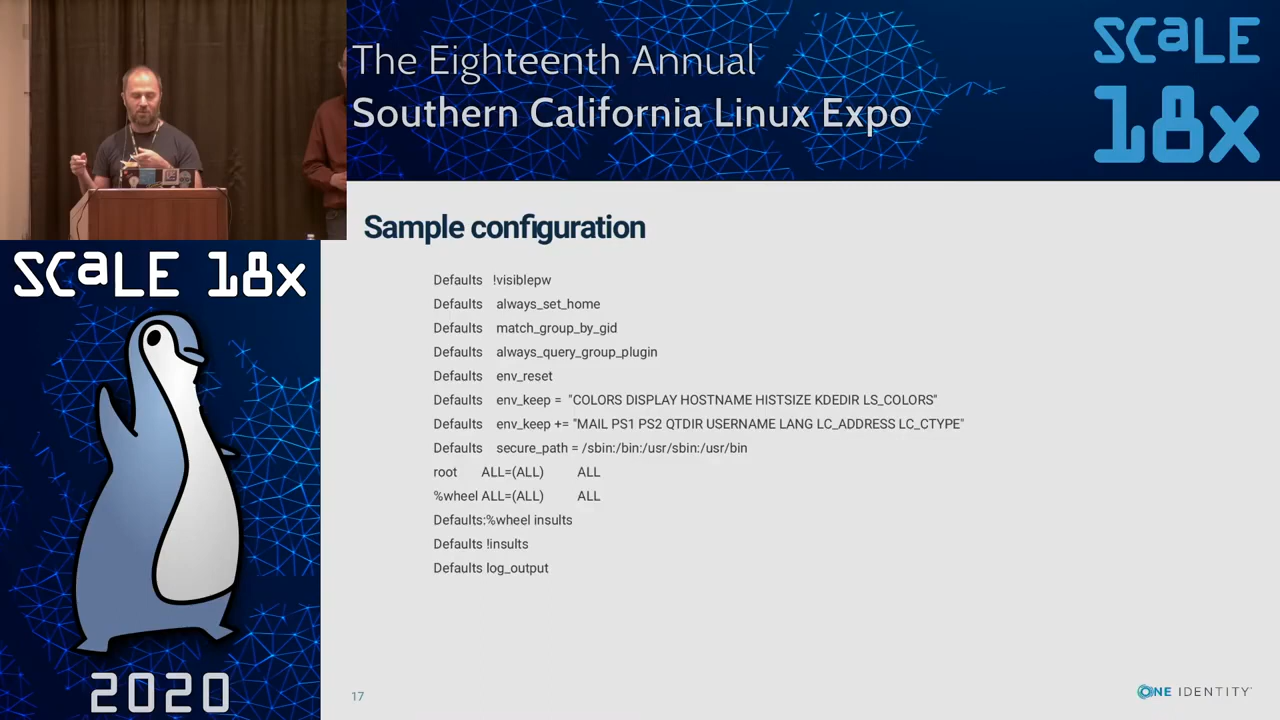 The Eighteenth Annual
Southern California Linux Expo
SCaLE
18x
SCaLE 18x
2020
Sample configuration
Defaults !visiblepw
Defaults always_set_home
Defaults match_group_by_gid
Defaults always_query_group_plugin
Defaults env_reset
Defaults env_keep = "COLORS DISPLAY HOSTNAME HISTSIZE KDEDIR LS_COLORS"
Defaults env_keep += "MAIL PS1 PS2 QTDIR USERNAME LANG LC_ADDRESS LC_CTYPE"
Defaults secure_path = /sbin:/bin:/usr/sbin:/usr/bin
root ALL=(ALL) ALL
%wheel ALL=(ALL) ALL
Defaults:%wheel insults
Defaults !insults
Defaults log_output
17
ONE IDENTITY